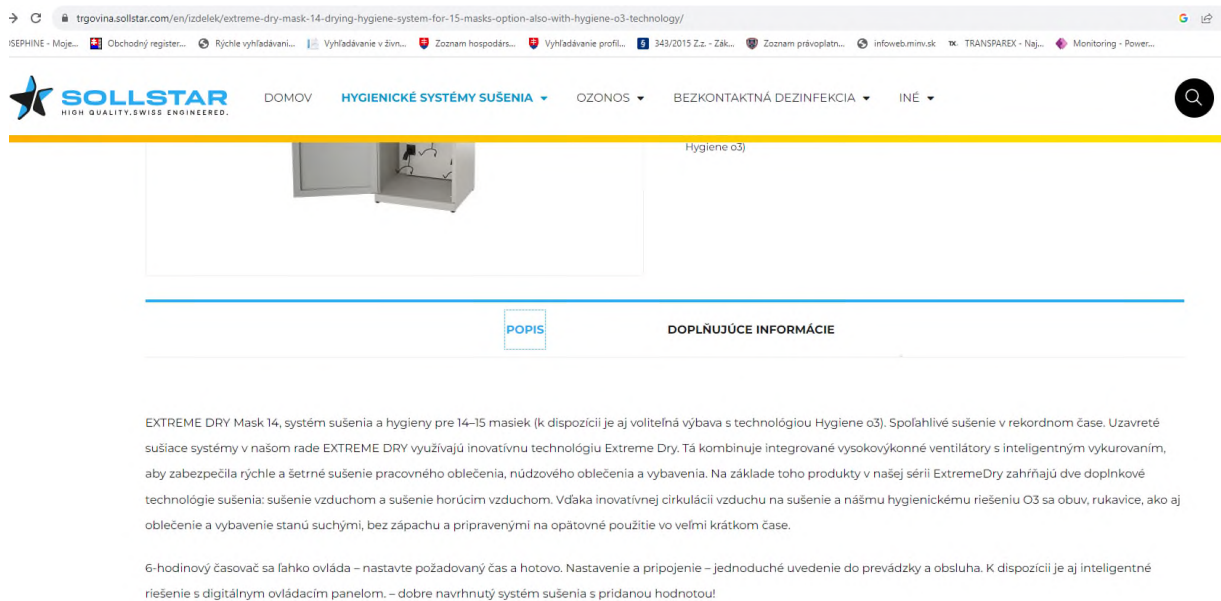 trgovina.sollstar.com/en/izdelek/extreme-dry-mask-14-drying-hygiene-system-for-15-masks-option-also-with-hygiene-o3-technology/
OSEPHINE - Moje... Obchodný register... Rýchle vyhľadávani... Vyhľadávanie v živn... Zoznam hospodárs... Vyhľadávanie profil... 343/2015 Z.z. - Zák... Zoznam právoplatn... infoweb.minv.sk TRANSPAREX - Naj... Monitoring - Power...
SOLLSTAR
HIGH QUALITY.SWISS ENGINEERED.
DOMOV HYGIENICKÉ SYSTÉMY SUŠENIA OZONOS BEZKONTAKTNÁ DEZINFEKCIA INÉ
Hygiene o3)
POPIS DOPLŇUJÚCE INFORMÁCIE
EXTREME DRY Mask 14, systém sušenia a hygieny pre 14–15 masiek (k dispozícii je aj voliteľná výbava s technológiou Hygiene o3). Spoľahlivé sušenie v rekordnom čase. Uzavreté
sušiace systémy v našom rade EXTREME DRY využívajú inovatívnu technológiu Extreme Dry. Tá kombinuje integrované vysokovýkonné ventilátory s inteligentným vykurovaním,
aby zabezpečila rýchle a šetrné sušenie pracovného oblečenia, núdzového oblečenia a vybavenia. Na základe toho produkty v našej sérii ExtremeDry zahŕňajú dve doplnkové
technológie sušenia: sušenie vzduchom a sušenie horúcim vzduchom. Vďaka inovatívnej cirkulácii vzduchu na sušenie a nášmu hygienickému riešeniu O3 sa obuv, rukavice, ako aj
oblečenie a vybavenie stanú suchými, bez zápachu a pripravenými na opätovné použitie vo veľmi krátkom čase.
6-hodinový časovač sa ľahko ovláda – nastavte požadovaný čas a hotovo. Nastavenie a pripojenie – jednoduché uvedenie do prevádzky a obsluha. K dispozícii je aj inteligentné
riešenie s digitálnym ovládacím panelom. – dobre navrhnutý systém sušenia s pridanou hodnotou!